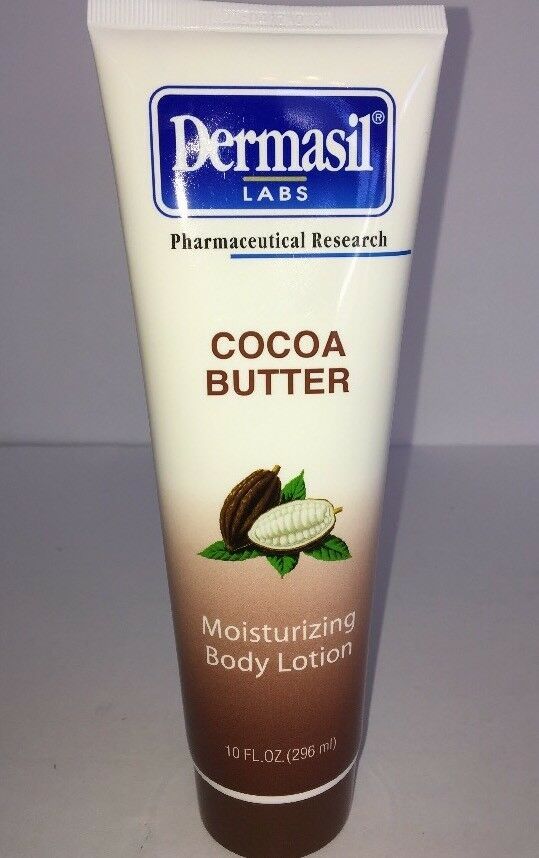 Dermasil®
LABS
Pharmaceutical Research
COCOA
BUTTER
Moisturizing
Body Lotion
10 FL.OZ.(296 ml)